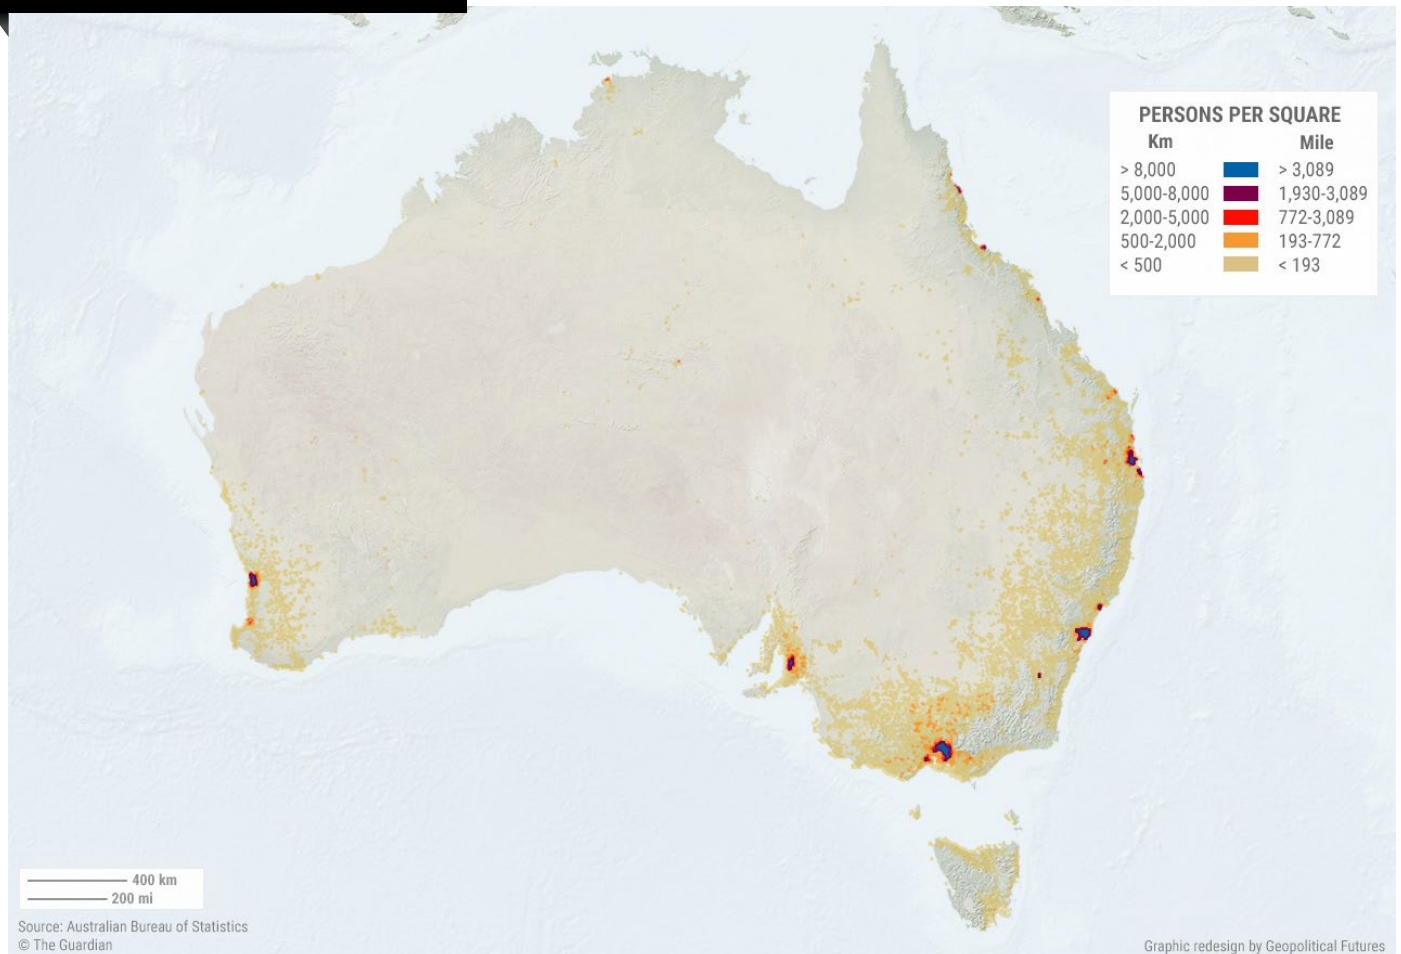 PERSONS PER SQUARE
Km Mile
> 8,000 > 3,089
5,000-8,000 1,930-3,089
2,000-5,000 772-3,089
500-2,000 193-772
< 500 < 193
400 km
200 mi
Source: Australian Bureau of Statistics
© The Guardian
Graphic redesign by Geopolitical Futures